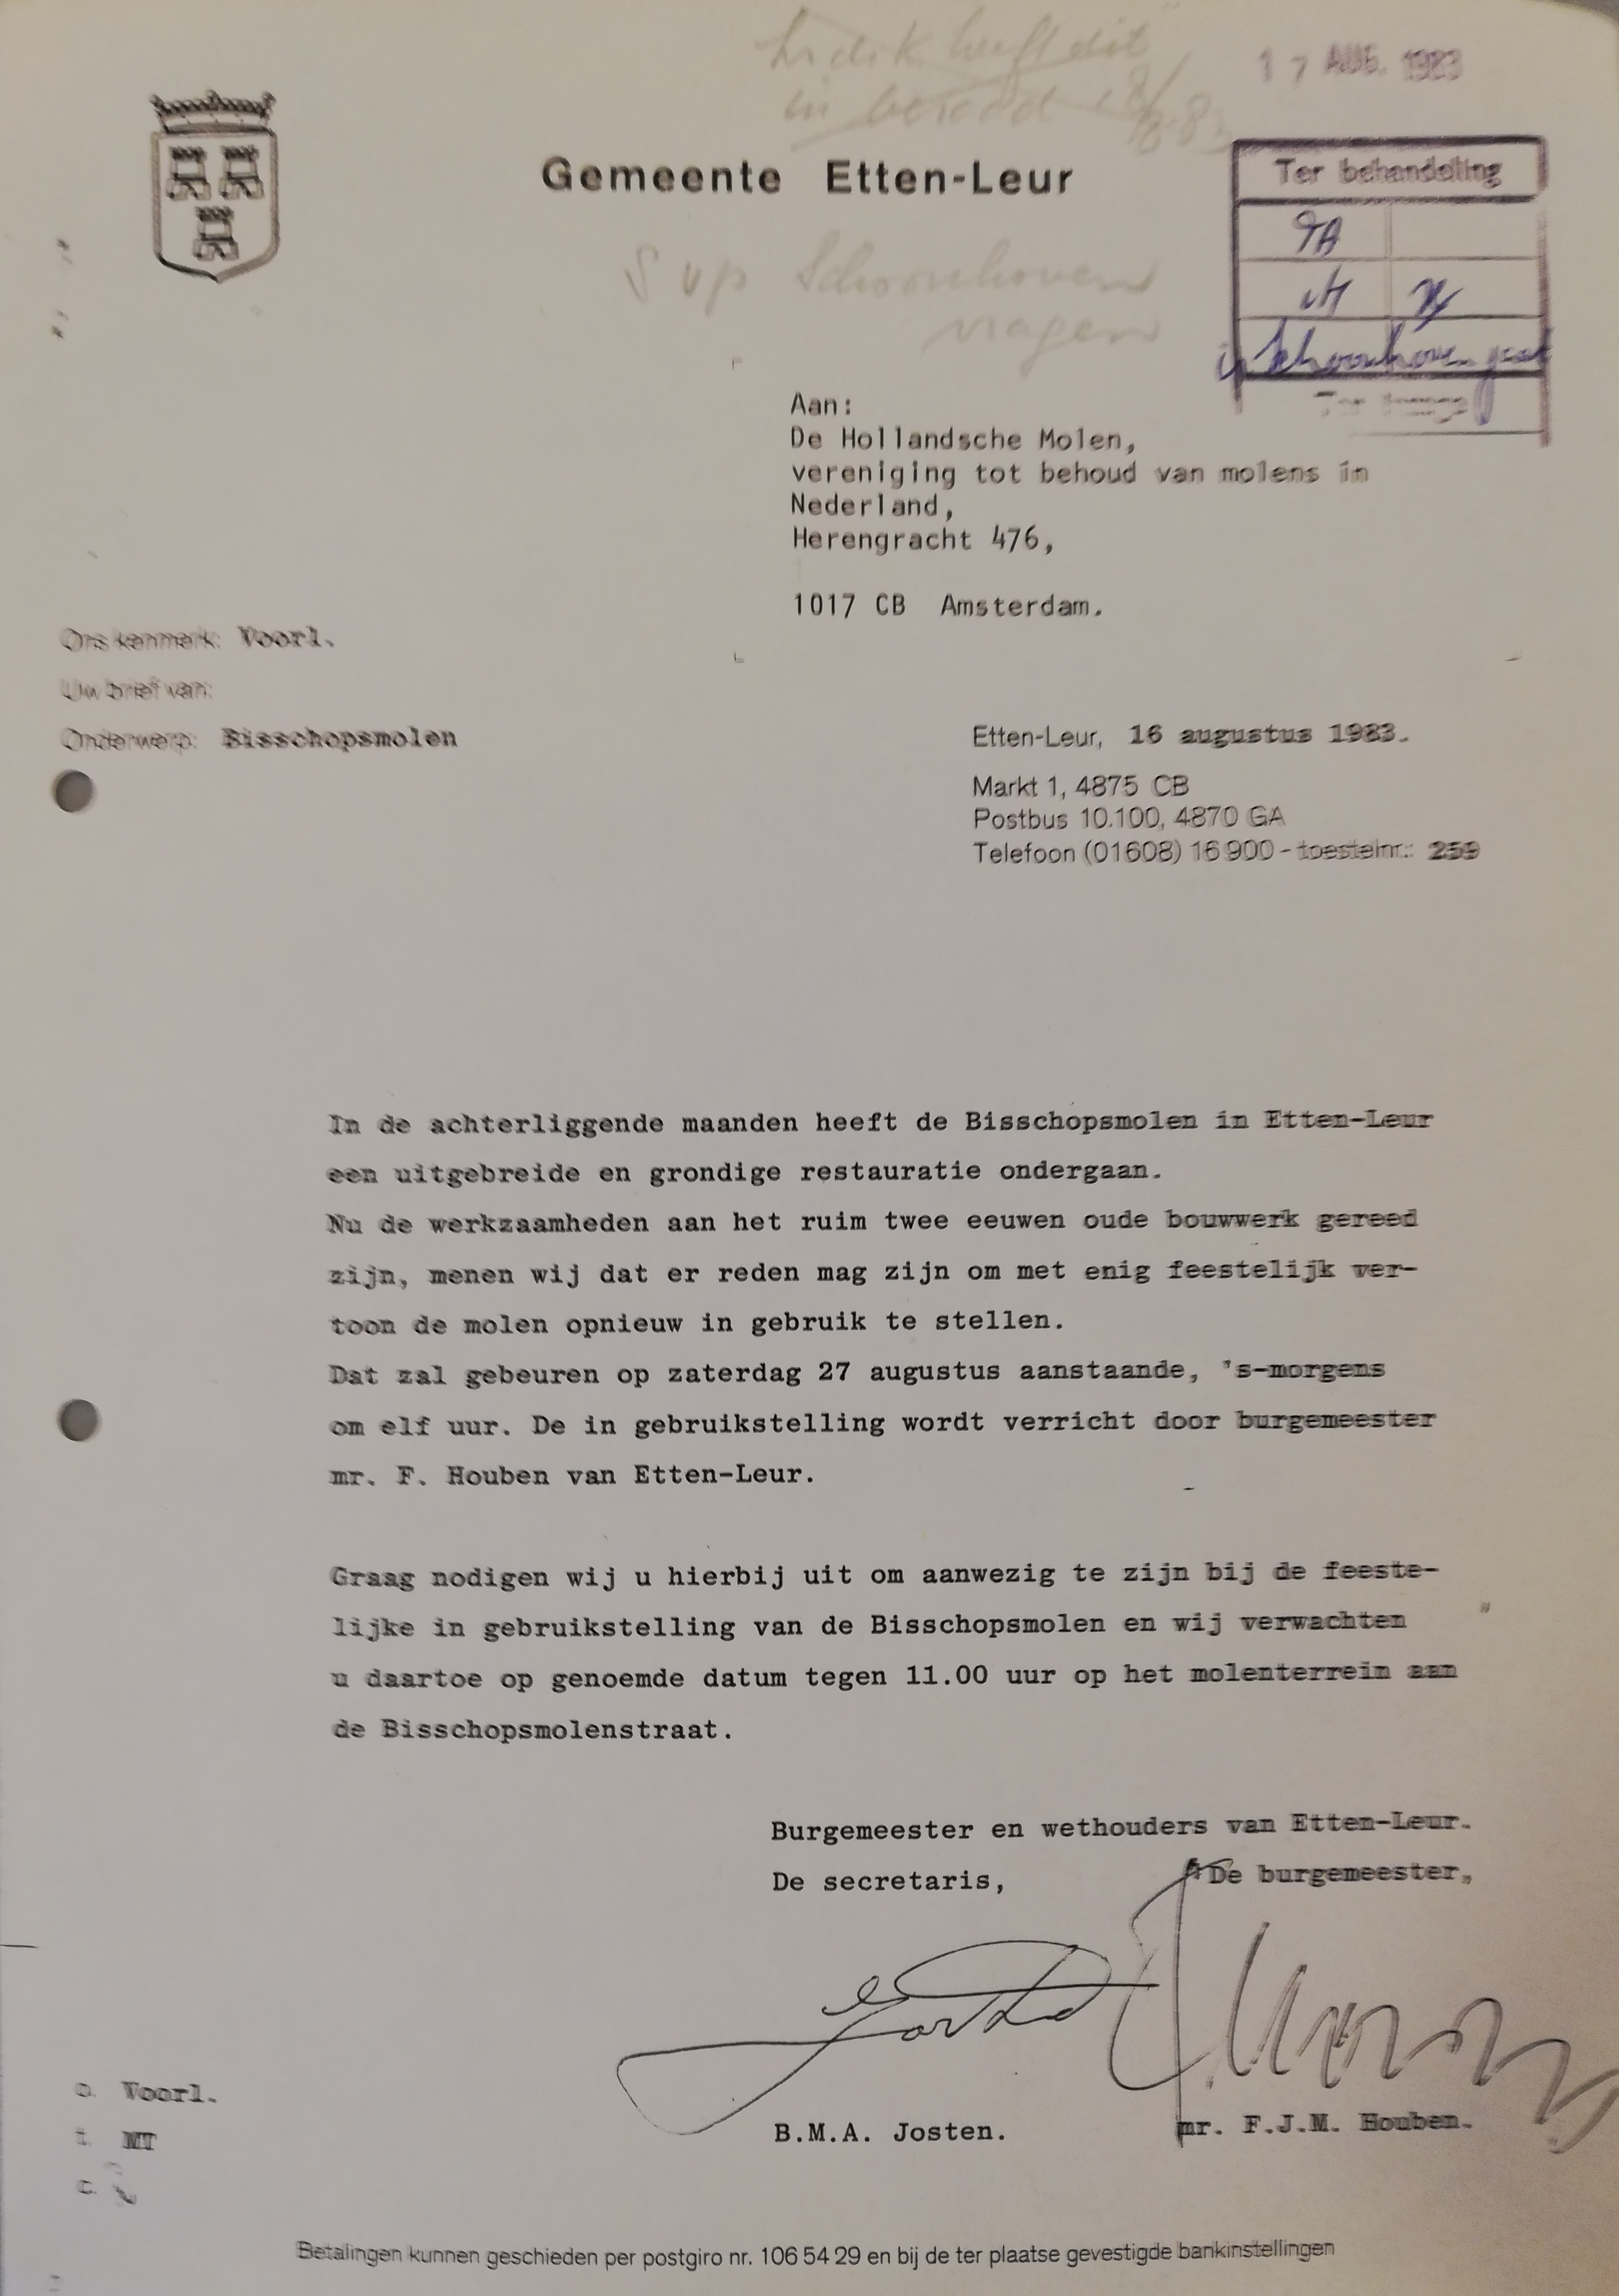 heeft dit
in beraad
17 AUG. 1983
Gemeente Etten-Leur
Ter behandeling
S v p Schoonhoven
vragen
Schoonhoven gaat
Aan:
De Hollandsche Molen,
vereniging tot behoud van molens in
Nederland,
Herengracht 476,
1017 CB Amsterdam.
Ons kenmerk: Voorl.
Uw brief van:
Onderwerp: Bisschopsmolen
Etten-Leur, 16 augustus 1983.
Markt 1, 4875 CB
Postbus 10.100, 4870 GA
Telefoon (01608) 16 900 - toestelnr.: 259
In de achterliggende maanden heeft de Bisschopsmolen in Etten-Leur
een uitgebreide en grondige restauratie ondergaan.
Nu de werkzaamheden aan het ruim twee eeuwen oude bouwwerk gereed
zijn, menen wij dat er reden mag zijn om met enig feestelijk ver-
toon de molen opnieuw in gebruik te stellen.
Dat zal gebeuren op zaterdag 27 augustus aanstaande, 's-morgens
om elf uur. De in gebruikstelling wordt verricht door burgemeester
mr. F. Houben van Etten-Leur.
Graag nodigen wij u hierbij uit om aanwezig te zijn bij de feeste-
lijke in gebruikstelling van de Bisschopsmolen en wij verwachten
u daartoe op genoemde datum tegen 11.00 uur op het molenterrein aan
de Bisschopsmolenstraat.
Burgemeester en wethouders van Etten-Leur.
De secretaris,
De burgemeester,
B.M.A. Josten.
mr. F.J.M. Houben.
o. Voorl.
t. MT
c.
Betalingen kunnen geschieden per postgiro nr. 106 54 29 en bij de ter plaatse gevestigde bankinstellingen